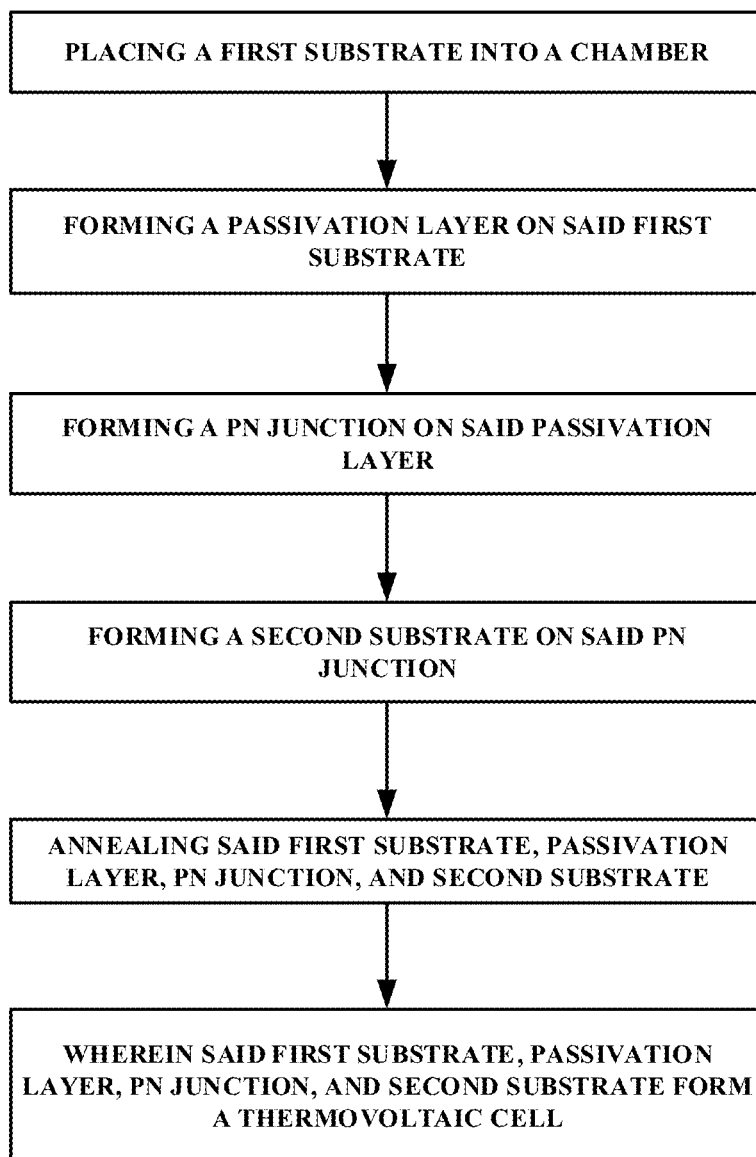 PLACING A FIRST SUBSTRATE INTO A CHAMBER
FORMING A PASSIVATION LAYER ON SAID FIRST
SUBSTRATE
FORMING A PN JUNCTION ON SAID PASSIVATION
LAYER
FORMING A SECOND SUBSTRATE ON SAID PN
JUNCTION
ANNEALING SAID FIRST SUBSTRATE, PASSIVATION
LAYER, PN JUNCTION, AND SECOND SUBSTRATE
WHEREIN SAID FIRST SUBSTRATE, PASSIVATION
LAYER, PN JUNCTION, AND SECOND SUBSTRATE FORM
A THERMOVOLTAIC CELL